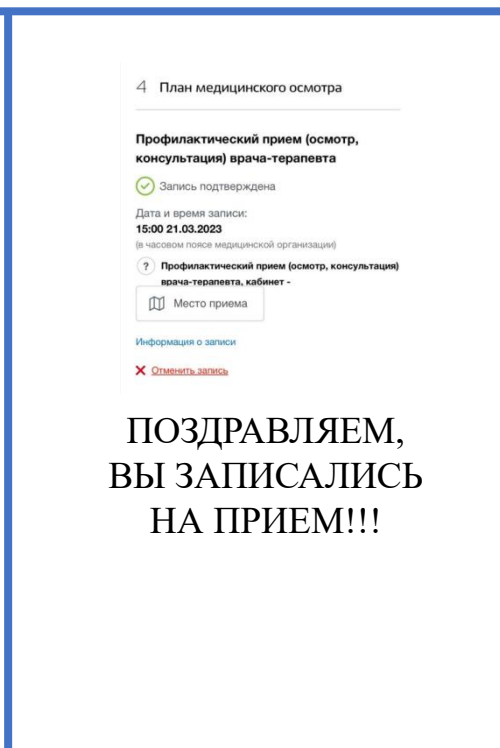 4 План медицинского осмотра
Профилактический прием (осмотр,
консультация) врача-терапевта
Запись подтверждена
Дата и время записи:
15:00 21.03.2023
(в часовом поясе медицинской организации)
? Профилактический прием (осмотр, консультация)
врача-терапевта, кабинет -
Место приема
Информация о записи
Отменить запись
ПОЗДРАВЛЯЕМ,
ВЫ ЗАПИСАЛИСЬ
НА ПРИЕМ!!!